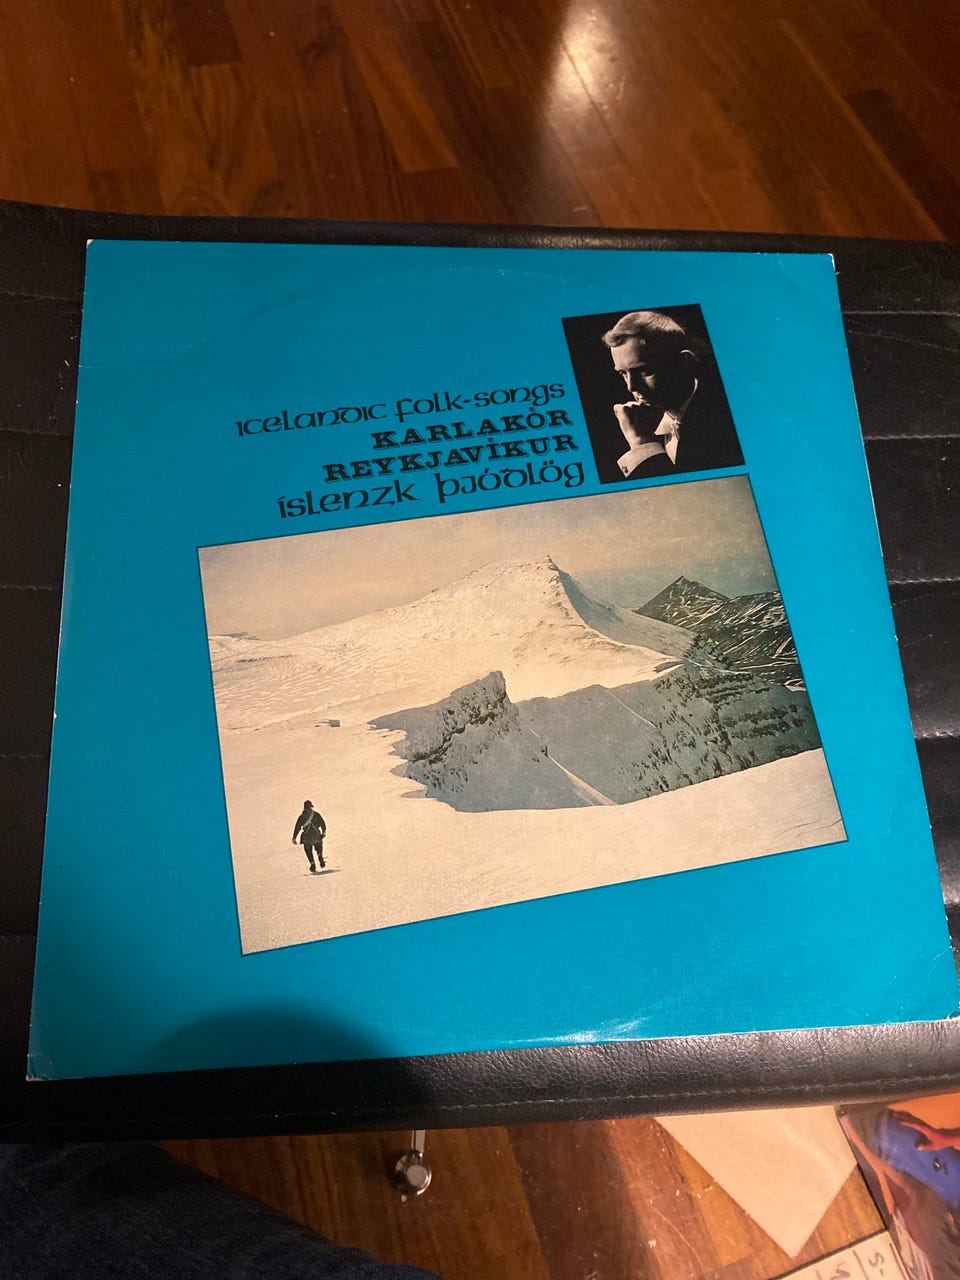 Icelandic folk-songs
KARLAKÓR
REYKJAVÍKUR
íslenzk þjóðlög